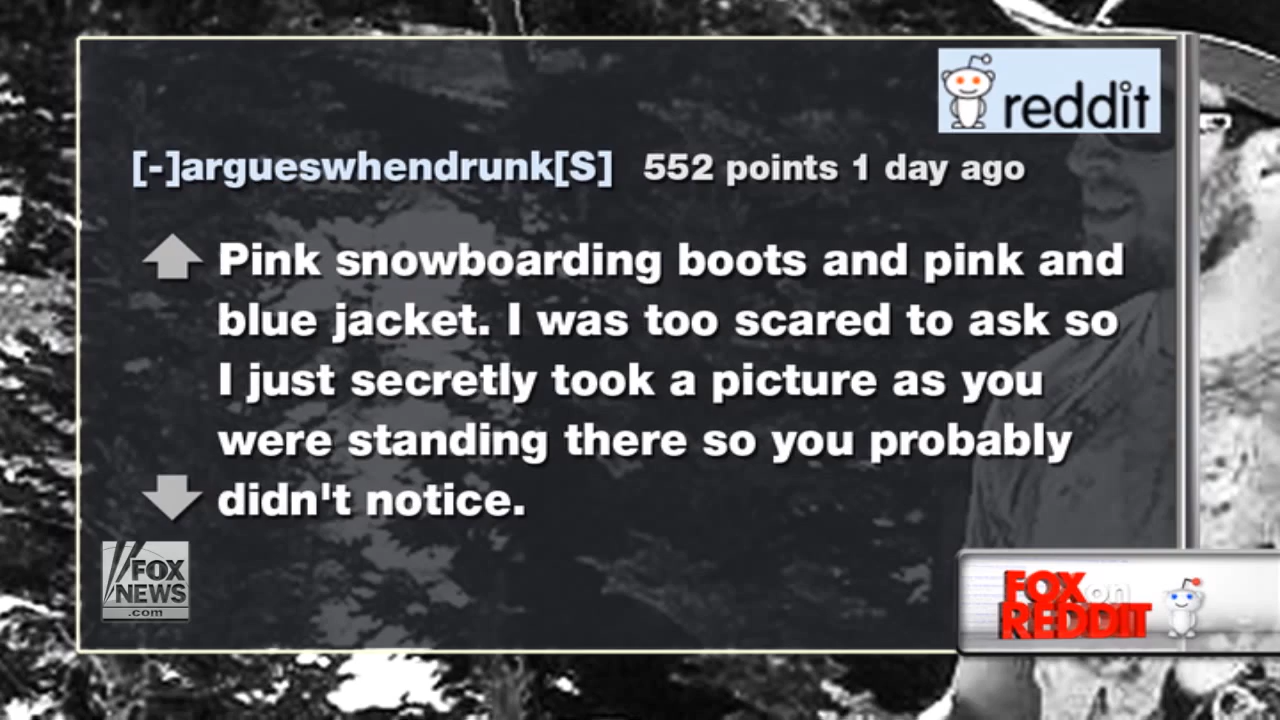 reddit
[-]argueswhendrunk[S] 552 points 1 day ago
Pink snowboarding boots and pink and
blue jacket. I was too scared to ask so
I just secretly took a picture as you
were standing there so you probably
didn't notice.
FOX
NEWS
.com
FOX on
REDDIT